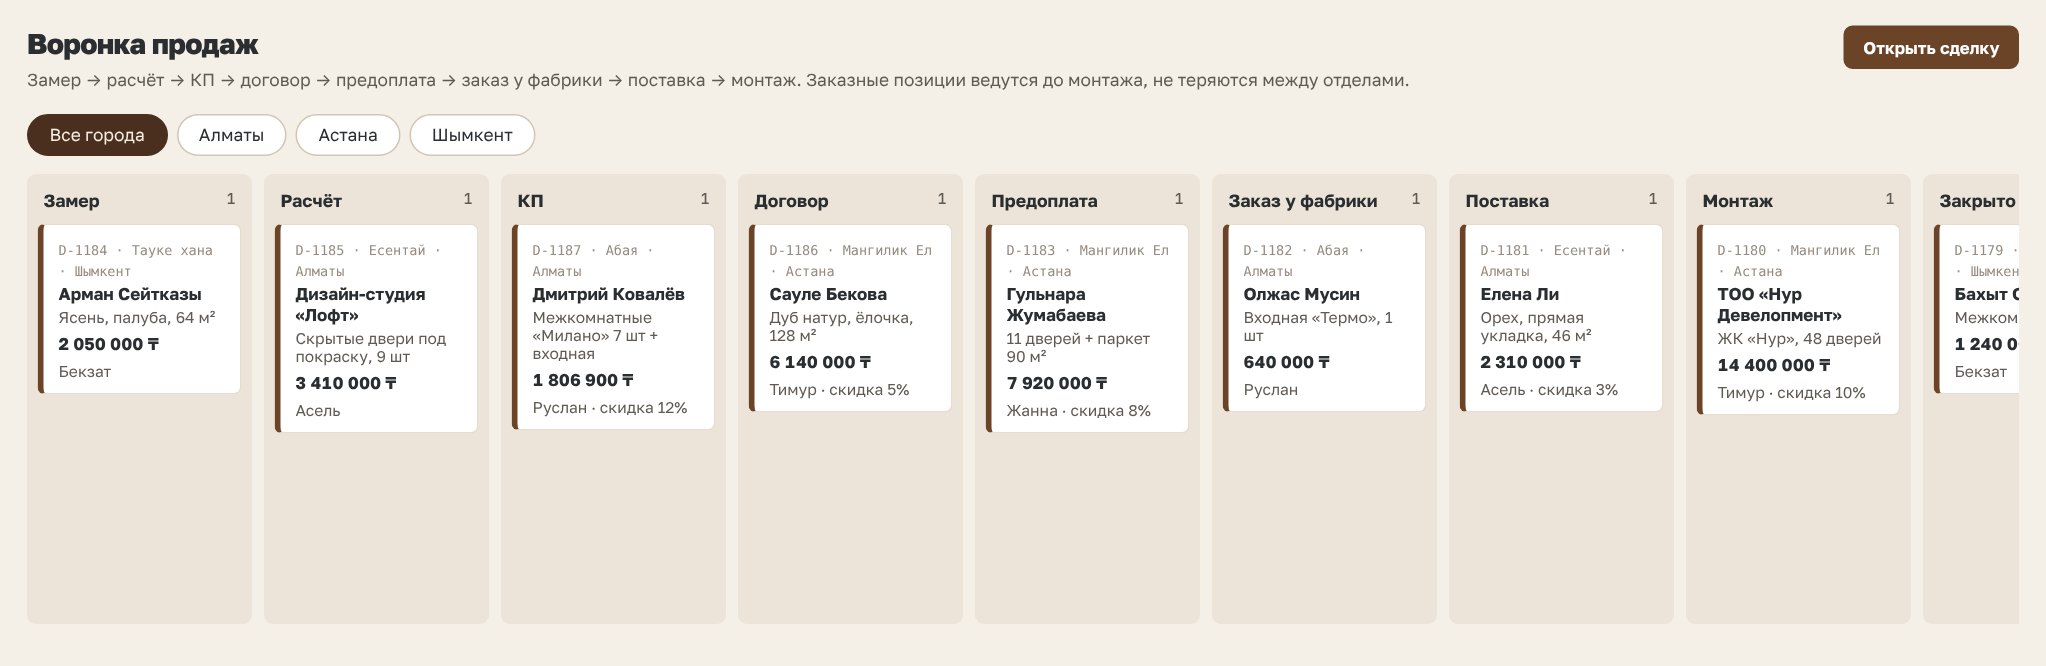 Воронка продаж
Открыть сделку
Замер → расчёт → КП → договор → предоплата → заказ у фабрики → поставка → монтаж. Заказные позиции ведутся до монтажа, не теряются между отделами.
Все города
Алматы
Астана
Шымкент
Замер 1
D-1184 · Тауке хана
· Шымкент
Арман Сейтказы
Ясень, палуба, 64 м²
2 050 000 ₸
Бекзат
Расчёт 1
D-1185 · Есентай ·
Алматы
Дизайн-студия
«Лофт»
Скрытые двери под
покраску, 9 шт
3 410 000 ₸
Асель
КП 1
D-1187 · Абая ·
Алматы
Дмитрий Ковалёв
Межкомнатные
«Милано» 7 шт +
входная
1 806 900 ₸
Руслан · скидка 12%
Договор 1
D-1186 · Мангилик Ел
· Астана
Сауле Бекова
Дуб натур, ёлочка,
128 м²
6 140 000 ₸
Тимур · скидка 5%
Предоплата 1
D-1183 · Мангилик Ел
· Астана
Гульнара
Жумабаева
11 дверей + паркет
90 м²
7 920 000 ₸
Жанна · скидка 8%
Заказ у фабрики 1
D-1182 · Абая ·
Алматы
Олжас Мусин
Входная «Термо», 1
шт
640 000 ₸
Руслан
Поставка 1
D-1181 · Есентай ·
Алматы
Елена Ли
Орех, прямая
укладка, 46 м²
2 310 000 ₸
Асель · скидка 3%
Монтаж 1
D-1180 · Мангилик Ел
· Астана
ТОО «Нур
Девелопмент»
ЖК «Нур», 48 дверей
14 400 000 ₸
Тимур · скидка 10%
Закрыто
D-1179 ·
· Шымкен
Бахыт
Межком
1 240 0
Бекзат